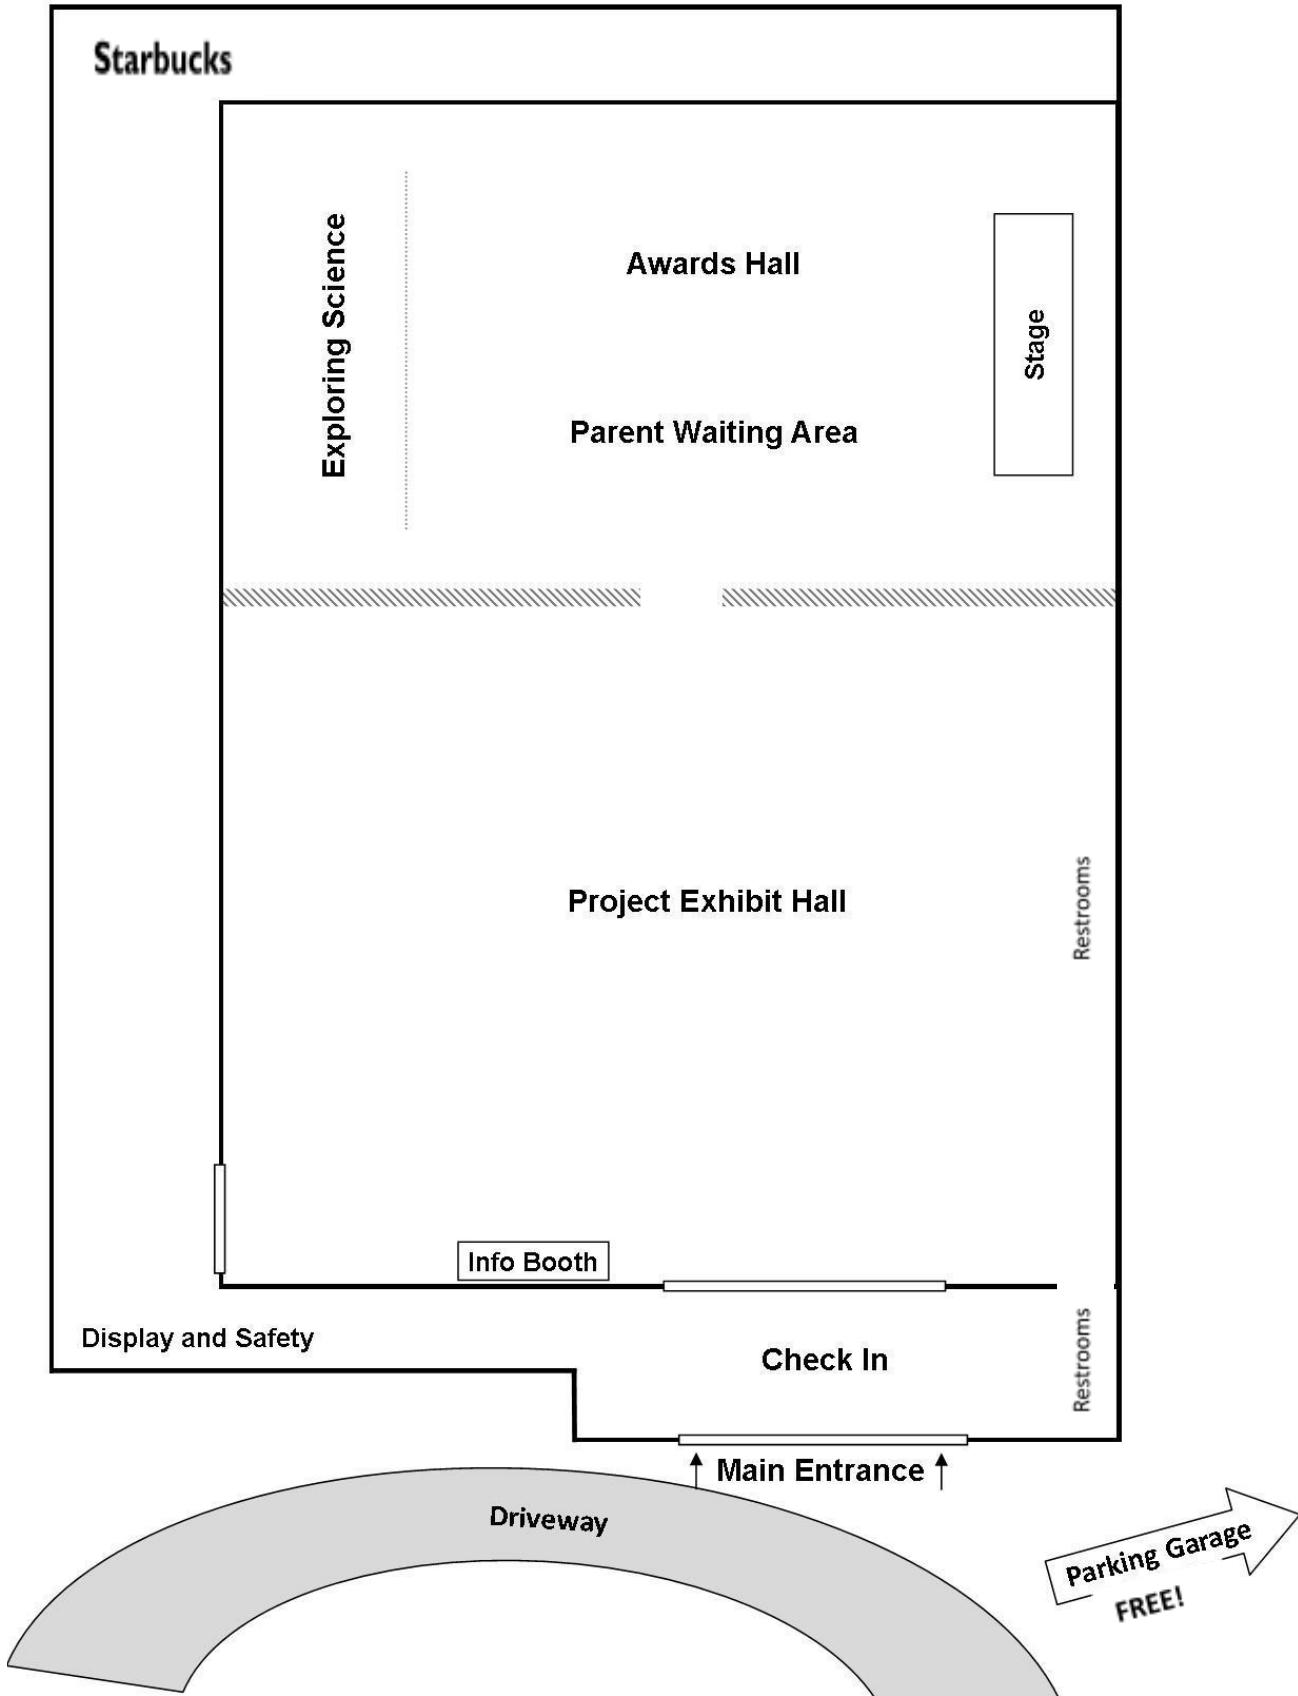 Starbucks
Exploring Science
Awards Hall
Parent Waiting Area
Stage
Project Exhibit Hall
Restrooms
Info Booth
Display and Safety
Check In
Restrooms
Main Entrance
Driveway
Parking Garage
FREE!